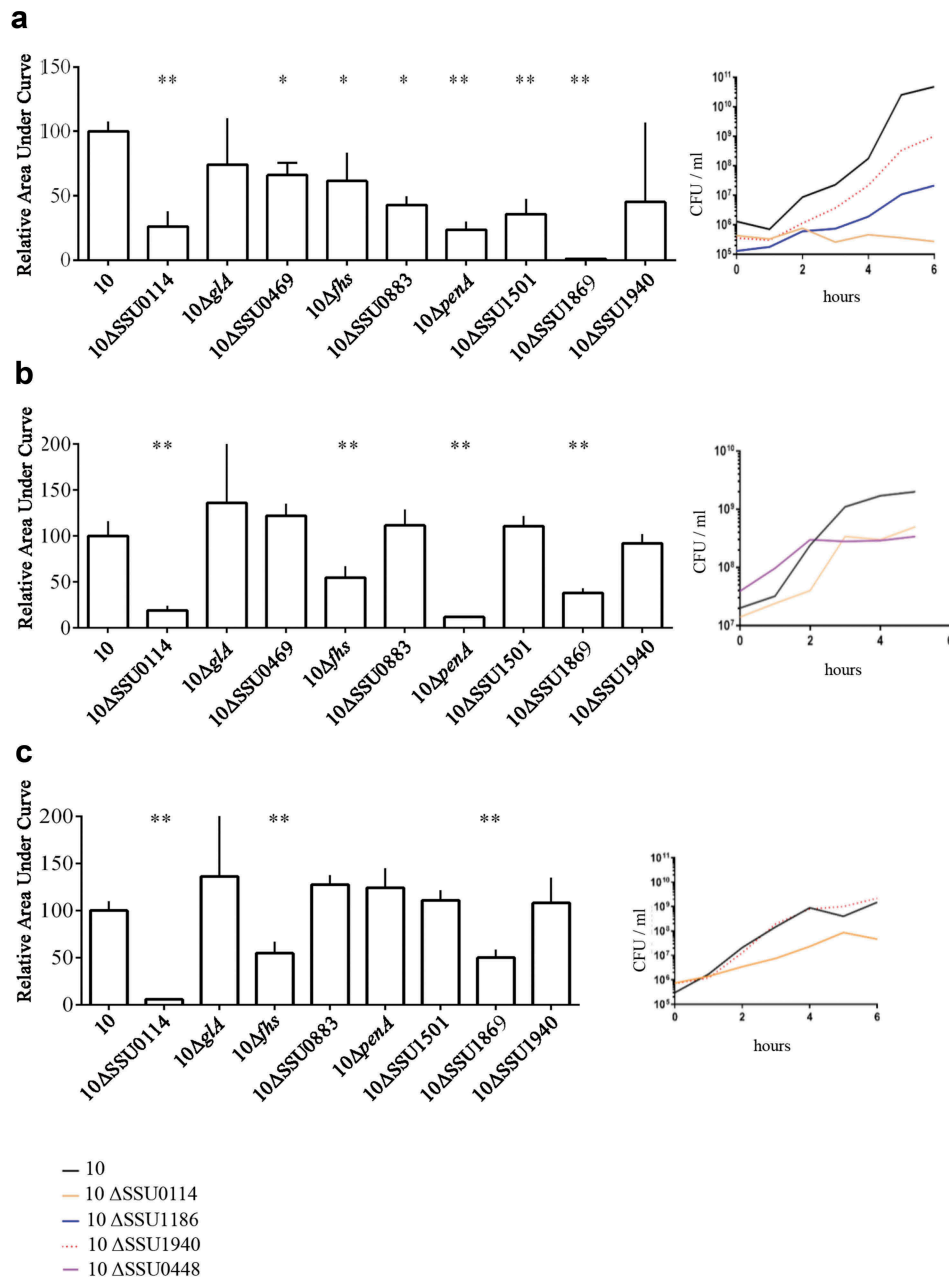 a
Relative Area Under Curve
150
100
50
0
** * * * ** ** **
10
10ΔSSU0114
10ΔglA
10ΔSSU0469
10Δfhs
10ΔSSU0883
10ΔpenA
10ΔSSU1501
10ΔSSU1869
10ΔSSU1940
CFU / ml
10¹¹
10¹⁰
10⁹
10⁸
10⁷
10⁶
10⁵
0 2 4 6
hours
b
Relative Area Under Curve
200
150
100
50
0
** ** ** **
10
10ΔSSU0114
10ΔglA
10ΔSSU0469
10Δfhs
10ΔSSU0883
10ΔpenA
10ΔSSU1501
10ΔSSU1869
10ΔSSU1940
CFU / ml
10¹⁰
10⁹
10⁸
10⁷
0 2 4 6
hours
c
Relative Area Under Curve
200
150
100
50
0
** ** **
10
10ΔSSU0114
10ΔglA
10Δfhs
10ΔSSU0883
10ΔpenA
10ΔSSU1501
10ΔSSU1869
10ΔSSU1940
CFU / ml
10¹¹
10¹⁰
10⁹
10⁸
10⁷
10⁶
10⁵
0 2 4 6
hours
10
10 ΔSSU0114
10 ΔSSU1186
10 ΔSSU1940
10 ΔSSU0448